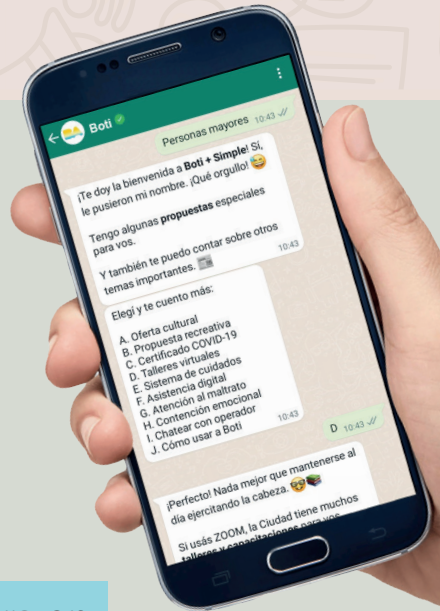 Boti
Personas mayores 10:43
¡Te doy la bienvenida a Boti + Simple! Sí,
le pusieron mi nombre. ¡Qué orgullo!
Tengo algunas propuestas especiales
para vos.
Y también te puedo contar sobre otros
temas importantes.
10:43
Elegí y te cuento más:
A. Oferta cultural
B. Propuesta recreativa
C. Certificado COVID-19
D. Talleres virtuales
E. Sistema de cuidados
F. Asistencia digital
G. Atención al maltrato
H. Contención emocional
I. Chatear con operador
J. Cómo usar a Boti
10:43
D 10:43
¡Perfecto! Nada mejor que mantenerse al
día ejercitando la cabeza.
Si usás ZOOM, la Ciudad tiene muchos
talleres y capacitaciones para vos